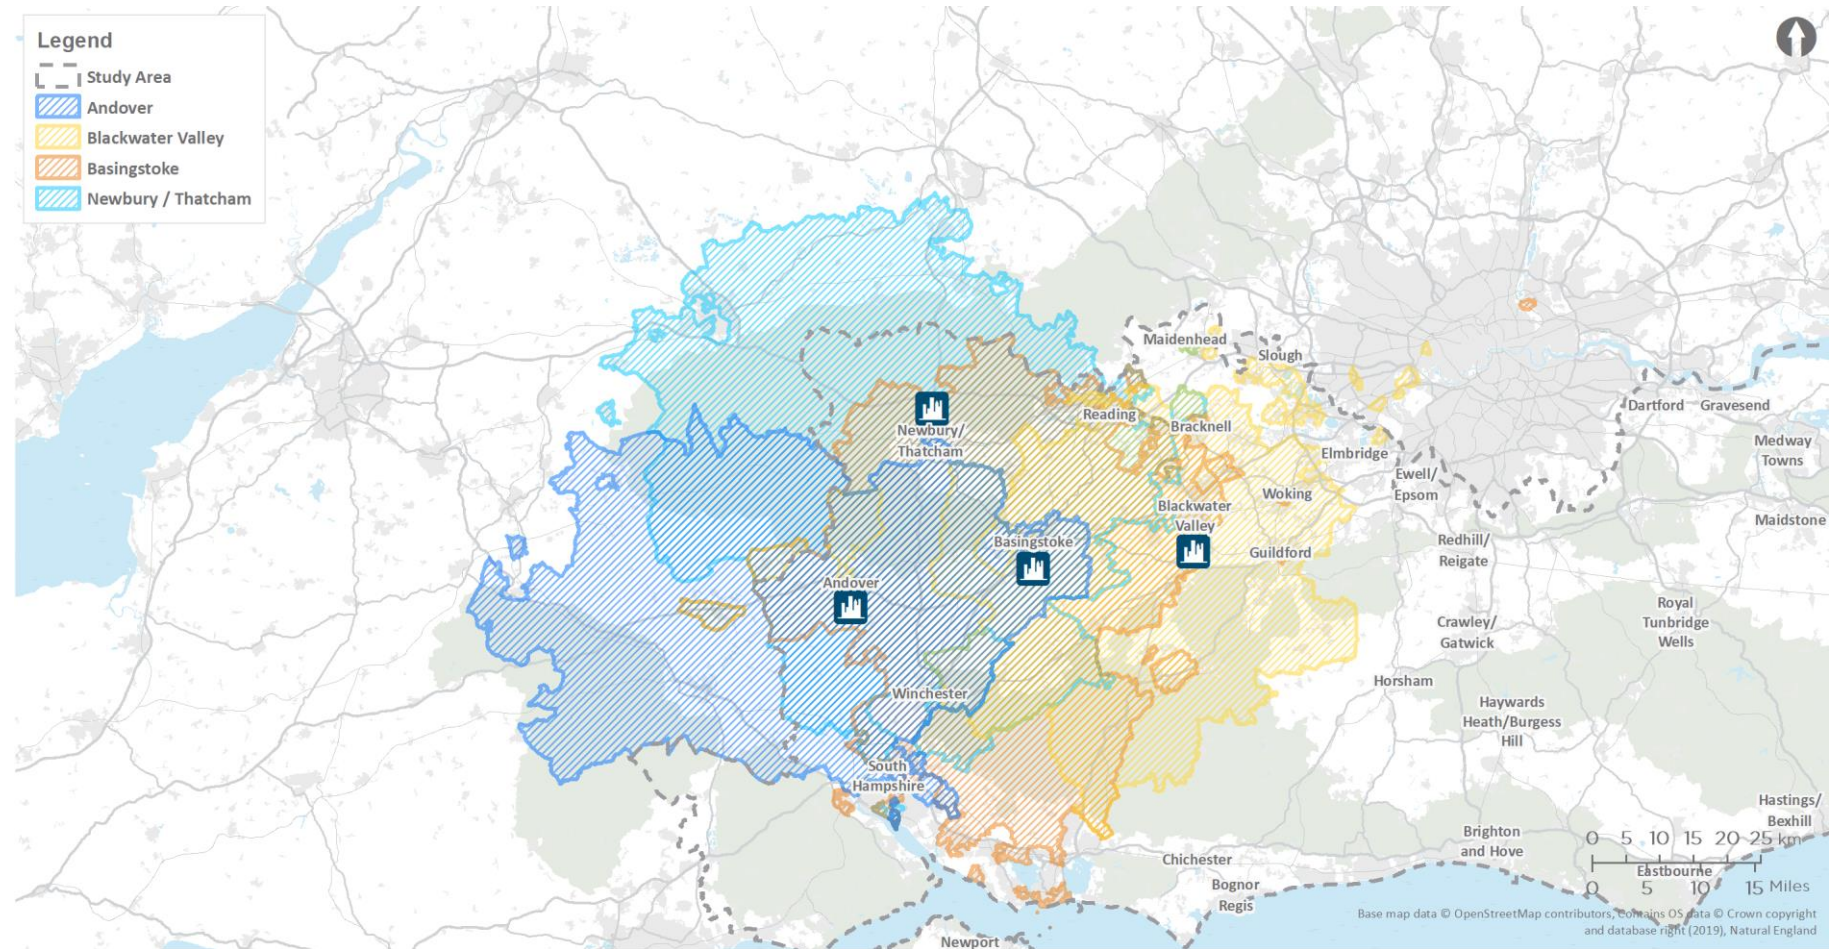 Legend
Study Area
Andover
Blackwater Valley
Basingstoke
Newbury / Thatcham
Maidenhead
Slough
Reading
Bracknell
Dartford
Gravesend
Newbury/
Thatcham
Medway
Towns
Elmbridge
Ewell/
Epsom
Woking
Blackwater
Valley
Maidstone
Basingstoke
Guildford
Redhill/
Reigate
Andover
Royal
Tunbridge
Wells
Crawley/
Gatwick
Horsham
Winchester
Haywards
Heath/Burgess
Hill
South
Hampshire
Hastings/
Bexhill
Brighton
and Hove
0 5 10 15 20 25 km
Chichester
Eastbourne
0 5 10 15 Miles
Bognor
Regis
Newport
Base map data © OpenStreetMap contributors, Contains OS data © Crown copyright
and database right (2019), Natural England